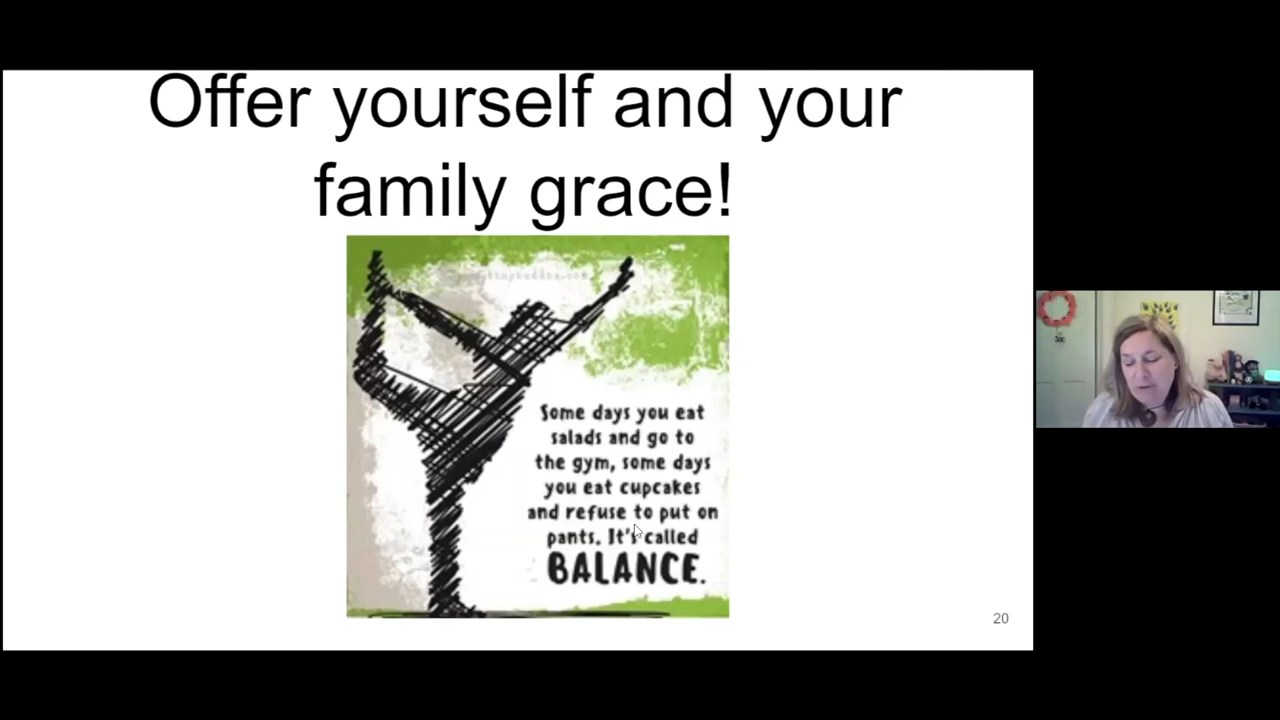 Offer yourself and your
family grace!
Some days you eat
salads and go to
the gym, some days
you eat cupcakes
and refuse to put on
pants. It's called
BALANCE.
20